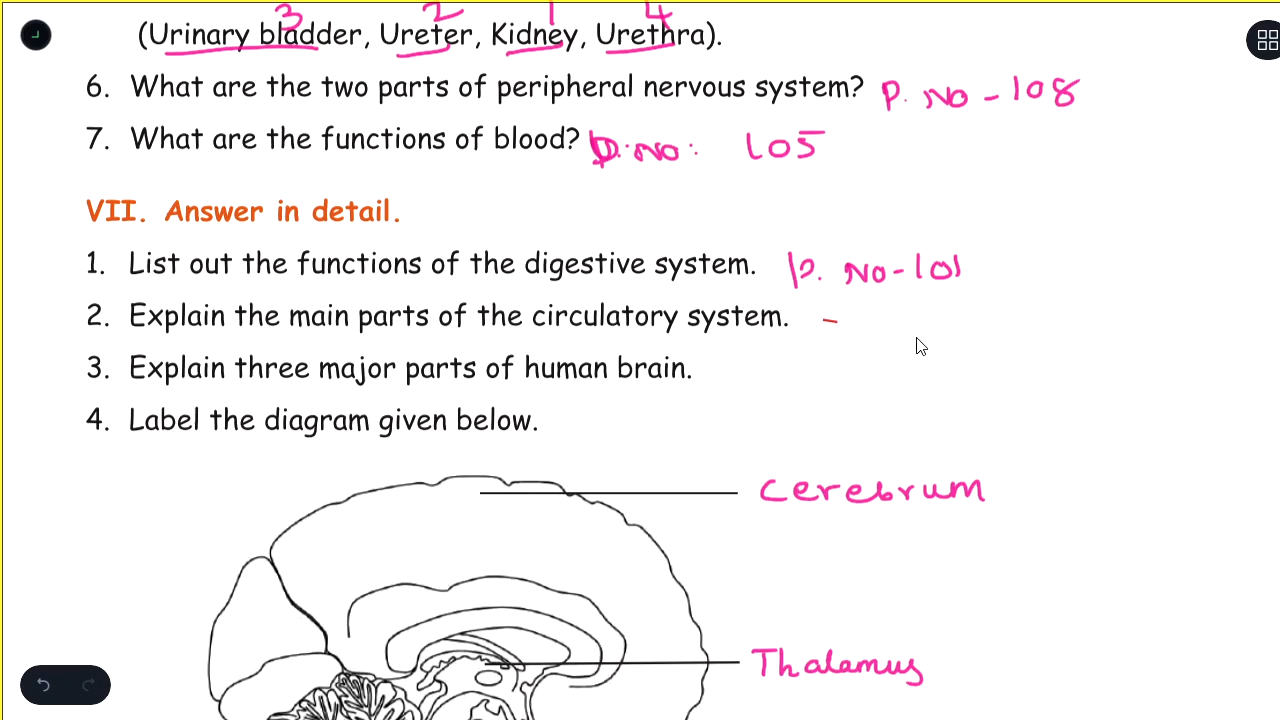 3 2 1 4
(Urinary bladder, Ureter, Kidney, Urethra).
6. What are the two parts of peripheral nervous system? P. No - 108
7. What are the functions of blood? P. No: 105
VII. Answer in detail.
1. List out the functions of the digestive system. P. No - 101
2. Explain the main parts of the circulatory system. -
3. Explain three major parts of human brain.
4. Label the diagram given below.
Cerebrum
Thalamus